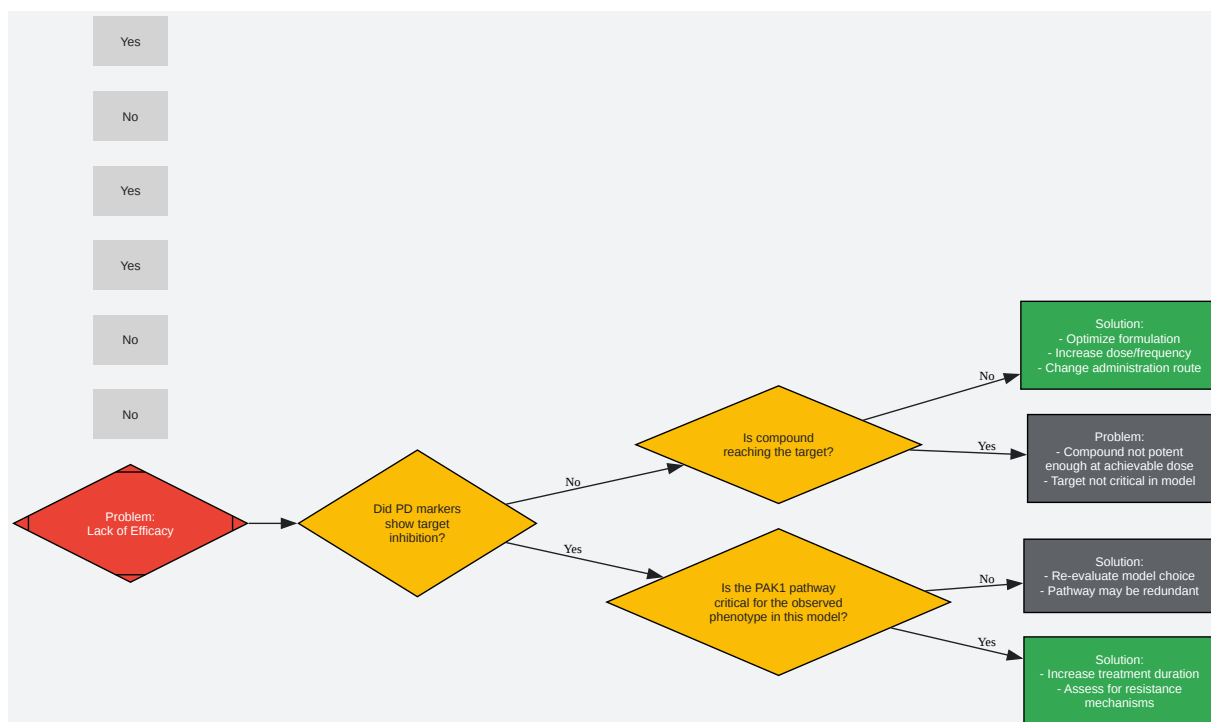 Yes
No
Yes
Yes
No
No
Problem:
Lack of Efficacy
Did PD markers
show target
inhibition?
No
Yes
Is compound
reaching the target?
No
Yes
Is the PAK1 pathway
critical for the observed
phenotype in this model?
No
Yes
Solution:
- Optimize formulation
- Increase dose/frequency
- Change administration route
Problem:
- Compound not potent
enough at achievable dose
- Target not critical in model
Solution:
- Re-evaluate model choice
- Pathway may be redundant
Solution:
- Increase treatment duration
- Assess for resistance
mechanisms